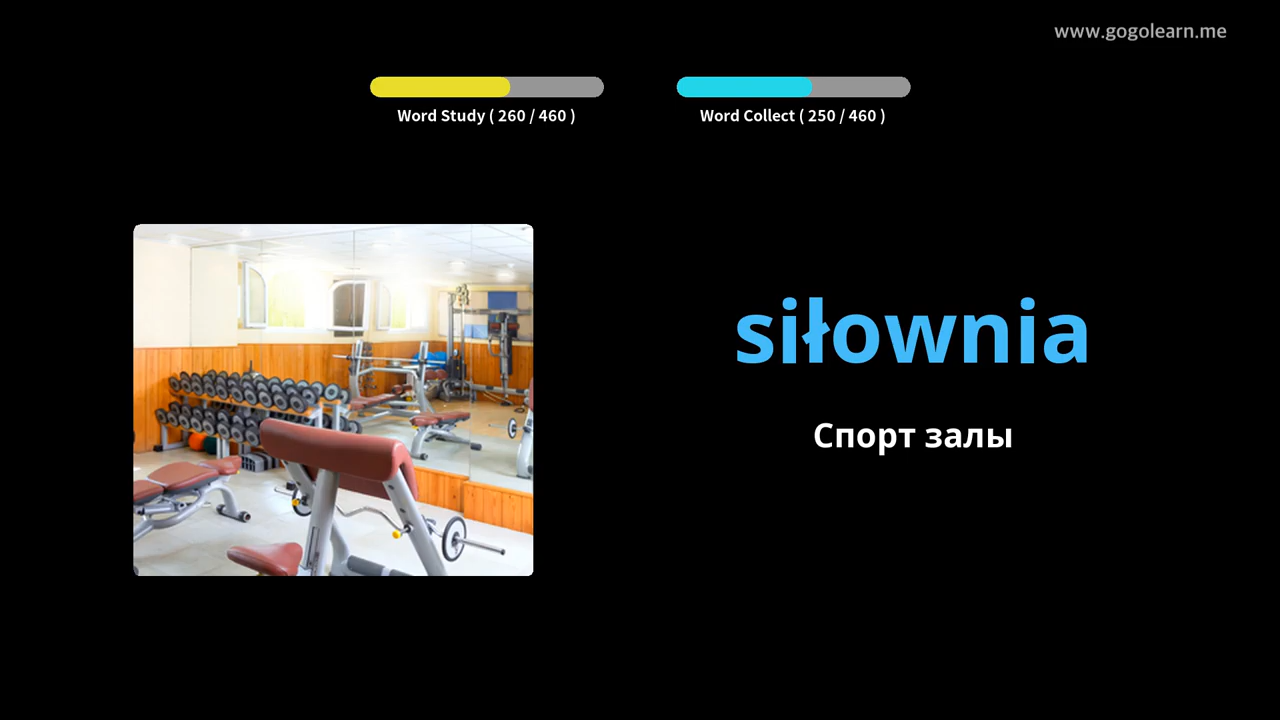 www.gogolearn.me
Word Study ( 260 / 460 )
Word Collect ( 250 / 460 )
siłownia
Спорт залы